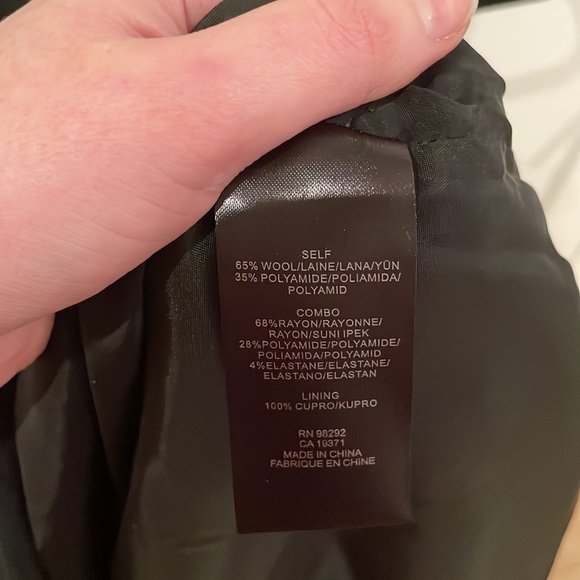 SELF
65% WOOL/LAINE/LANA/YÜN
35% POLYAMIDE/POLIAMIDA/
POLYAMID
COMBO
68%RAYON/RAYONNE/
RAYON/SUNI IPEK
28%POLYAMIDE/POLYAMIDE/
POLIAMIDA/POLYAMID
4%ELASTANE/ELASTANE/
ELASTANO/ELASTAN
LINING
100% CUPRO/KUPRO
RN 98292
CA 19371
MADE IN CHINA
FABRIQUE EN CHINE